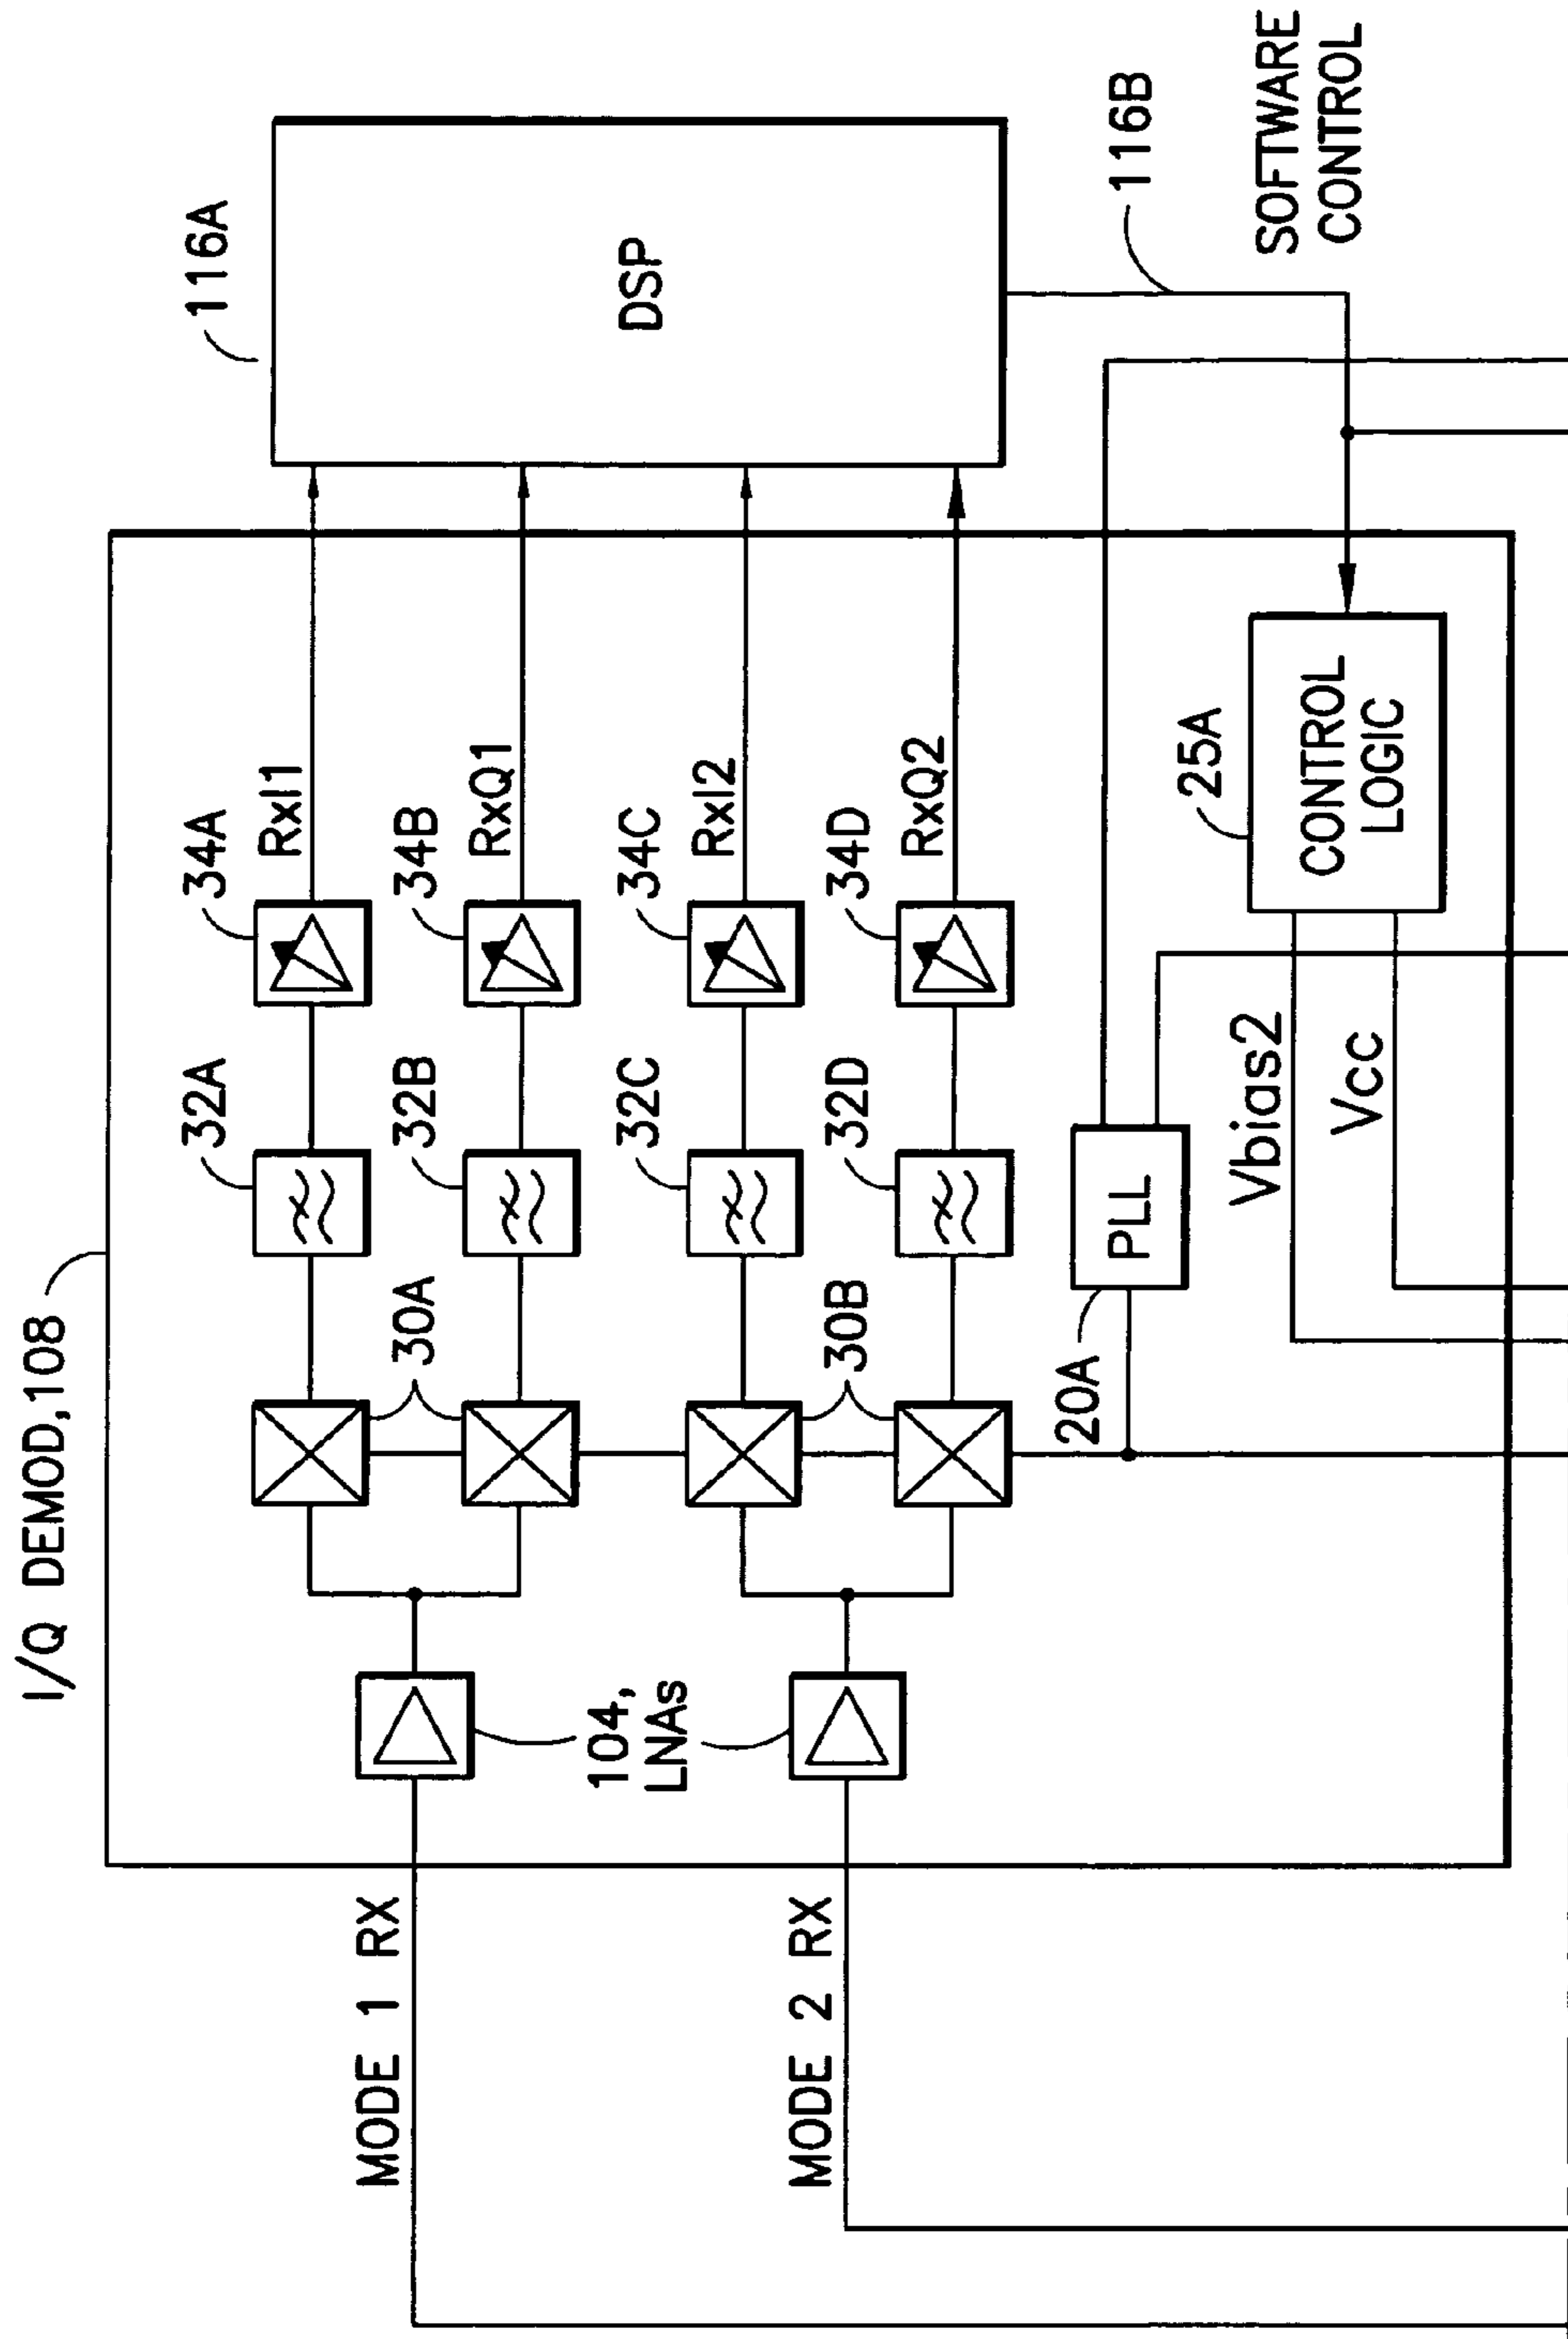 I/Q DEMOD,108
116A
DSP
116B
SOFTWARE
CONTROL
34A
RxI1
34B
RxQ1
34C
RxI2
34D
RxQ2
32A
32B
32C
32D
30A
30B
104,
LNAs
MODE 1 RX
MODE 2 RX
20A
PLL
25A
CONTROL
LOGIC
Vbias2
Vcc